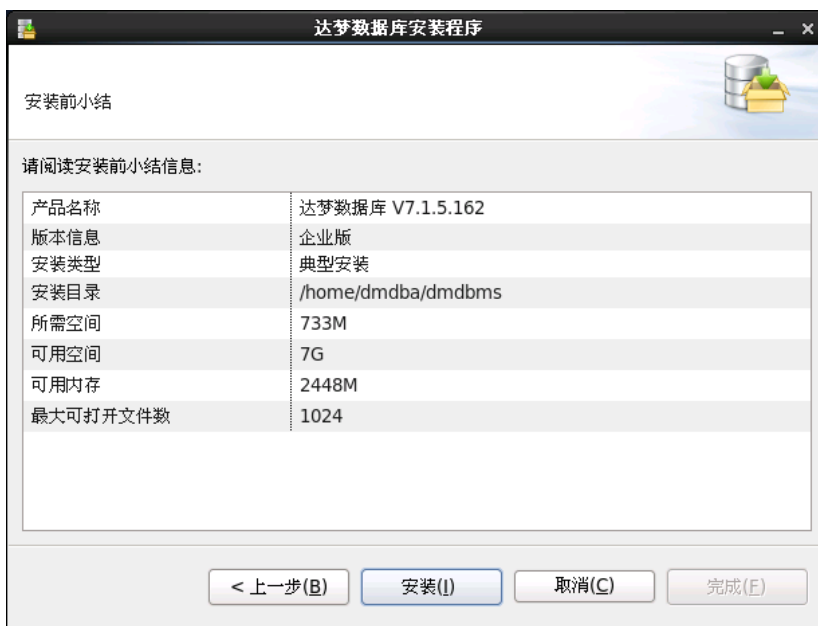 达梦数据库安装程序
安装前小结
请阅读安装前小结信息:
产品名称 达梦数据库 V7.1.5.162
版本信息 企业版
安装类型 典型安装
安装目录 /home/dmdba/dmdbms
所需空间 733M
可用空间 7G
可用内存 2448M
最大可打开文件数 1024
< 上一步(B) 安装(I) 取消(C) 完成(F)